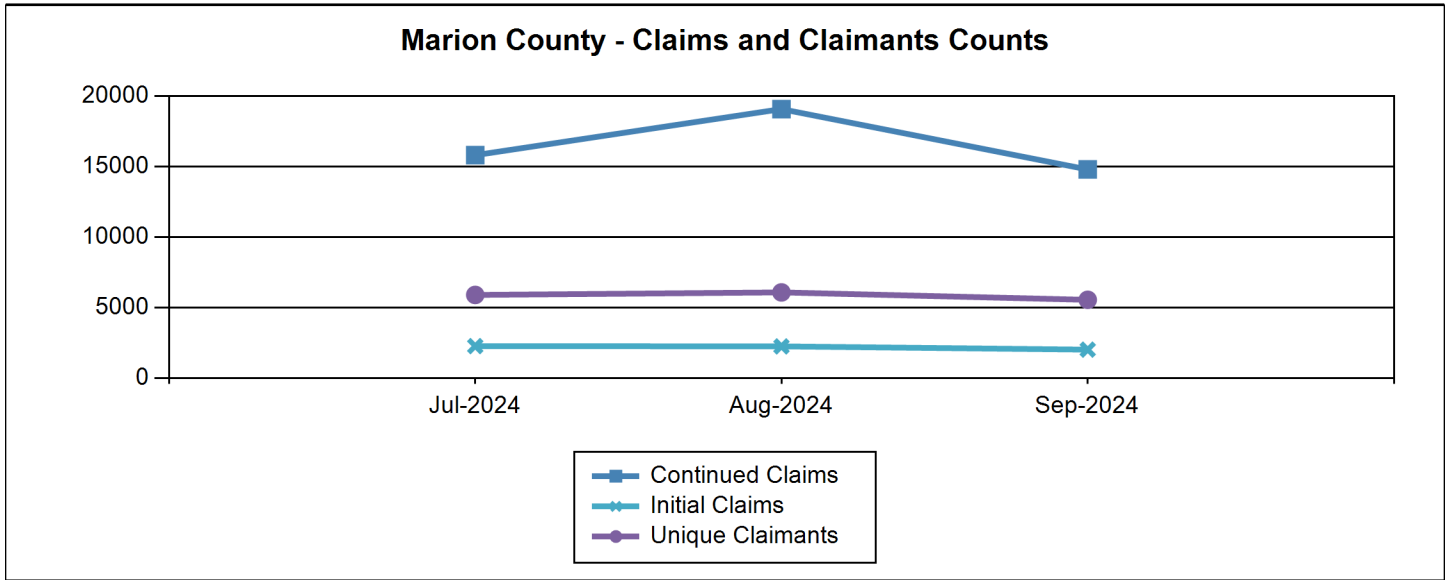 Marion County - Claims and Claimants Counts
20000
15000
10000
5000
0
Jul-2024 Aug-2024 Sep-2024
Continued Claims
Initial Claims
Unique Claimants